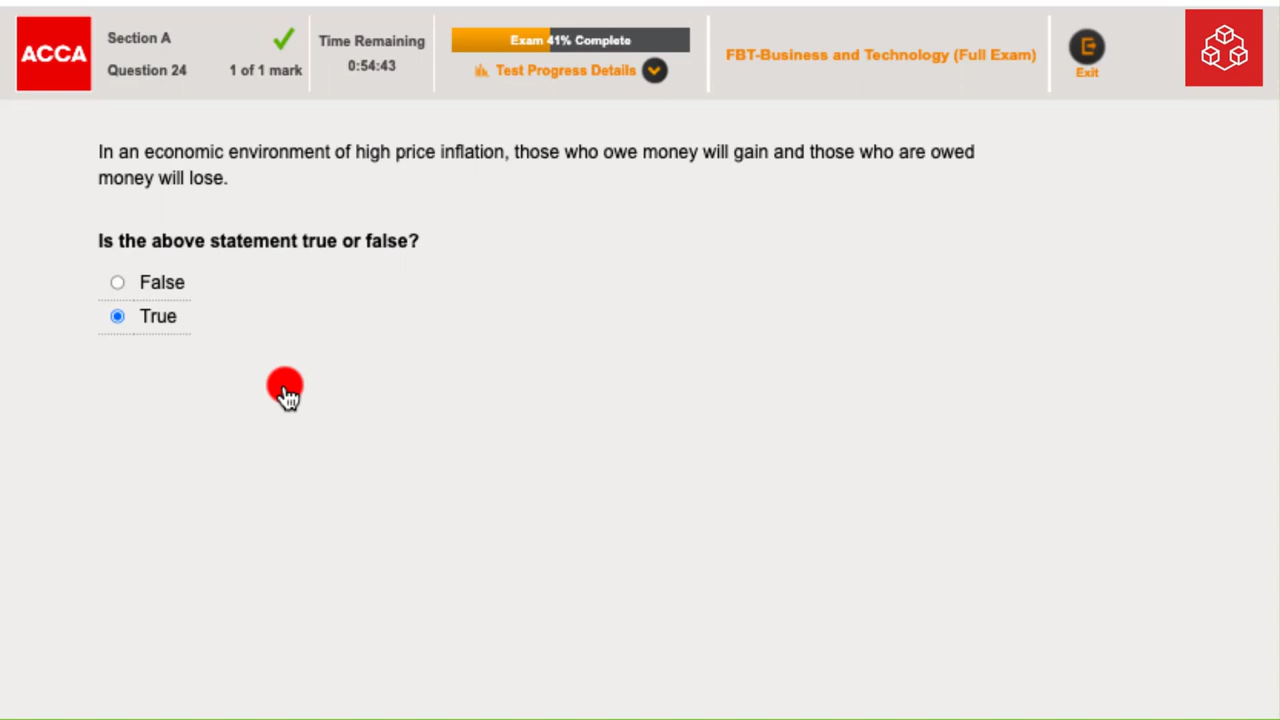 ACCA
Section A
Question 24
1 of 1 mark
Time Remaining
0:54:43
Exam 41% Complete
Test Progress Details
FBT-Business and Technology (Full Exam)
Exit
In an economic environment of high price inflation, those who owe money will gain and those who are owed
money will lose.
Is the above statement true or false?
False
True